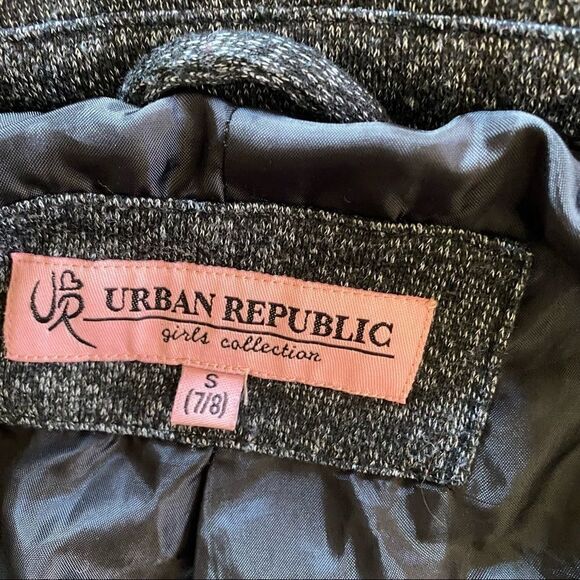 UR URBAN REPUBLIC
girls collection
S
(7/8)